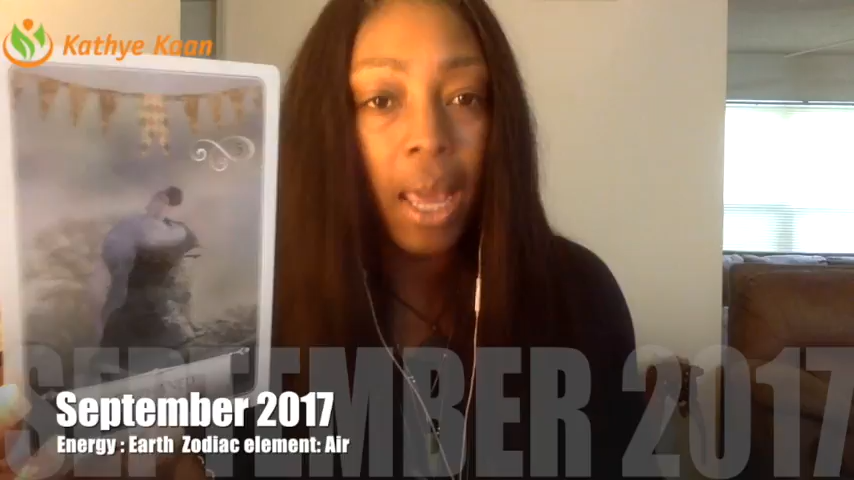 Kathye Kaan
SEPTEMBER 2017
September 2017
Energy : Earth Zodiac element: Air